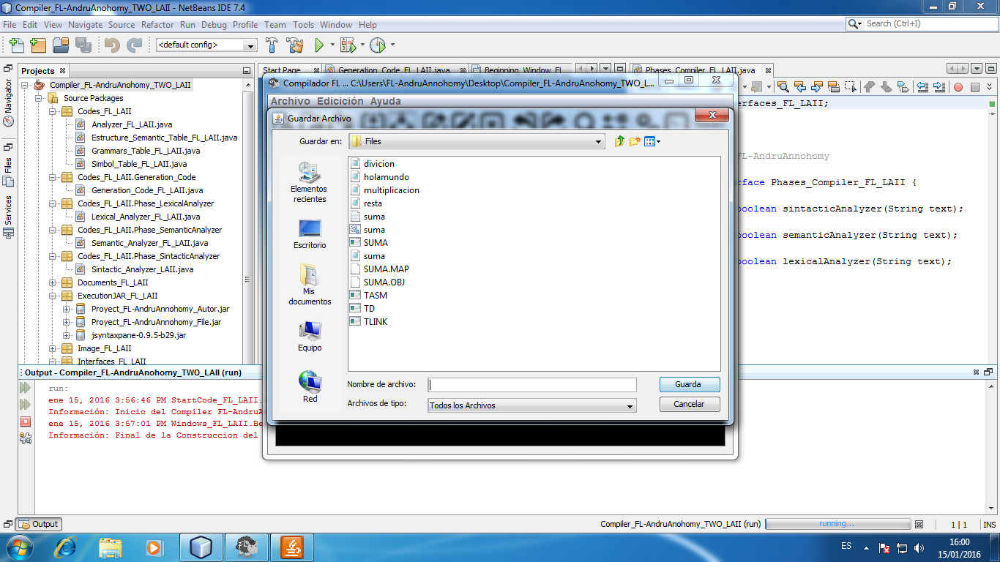 Compiler_FL-AndruAnohomy_TWO_LAII - NetBeans IDE 7.4
File Edit View Navigate Source Refactor Run Debug Profile Team Tools Window Help
Search (Ctrl+I)
<default config>
Projects
Start Page
Generation_Code_FL_LAII.java
Beginning_Window_FL_
Phases_Compiler_FL_LAII.java
Navigator
Files
Services
Compiler_FL-AndruAnohomy_TWO_LAII
Source Packages
Codes_FL_LAII
Analyzer_FL_LAII.java
Estructure_Semantic_Table_FL_LAII.java
Grammars_Table_FL_LAII.java
Simbol_Table_FL_LAII.java
Codes_FL_LAII.Generation_Code
Generation_Code_FL_LAII.java
Codes_FL_LAII.Phase_LexicalAnalyzer
Lexical_Analyzer_FL_LAII.java
Codes_FL_LAII.Phase_SemanticAnalyzer
Semantic_Analyzer_FL_LAII.java
Codes_FL_LAII.Phase_SintacticAnalyzer
Sintactic_Analyzer_LAII.java
Documents_FL_LAII
ExecutionJAR_FL_LAII
Proyect_FL-AndruAnnohomy_Autor.jar
Proyect_FL-AndruAnnohomy_File.jar
jsyntaxpane-0.9.5-b29.jar
Image_FL_LAII
Interfaces_FL_LAII
Compilador FL ... C:\Users\FL-AndruAnnohomy\Desktop\Compiler_FL-AndruAnohomy_TWO_L...
Archivo Edicición Ayuda
Guardar Archivo
Guardar en:
Files
Elementos
recientes
Escritorio
Mis
documentos
Equipo
Red
divicion
holamundo
multiplicacion
resta
suma
suma
SUMA
suma
SUMA.MAP
SUMA.OBJ
TASM
TD
TLINK
Nombre de archivo:
Guarda
Archivos de tipo:
Todos los Archivos
Cancelar
erfaces_FL_LAII;
FL-AndruAnnohomy
rface Phases_Compiler_FL_LAII {
boolean sintacticAnalyzer(String text);
boolean semanticAnalyzer(String text);
boolean lexicalAnalyzer(String text);
Output - Compiler_FL-AndruAnohomy_TWO_LAII (run)
run:
ene 15, 2016 3:56:46 PM StartCode_FL_LAII.
Información: Inicio del Compiler FL-AndruA
ene 15, 2016 3:57:01 PM Windows_FL_LAII.Be
Información: Final de la Construccion del
Output
Compiler_FL-AndruAnohomy_TWO_LAII (run)
running...
1 | 1
INS
ES
16:00
15/01/2016